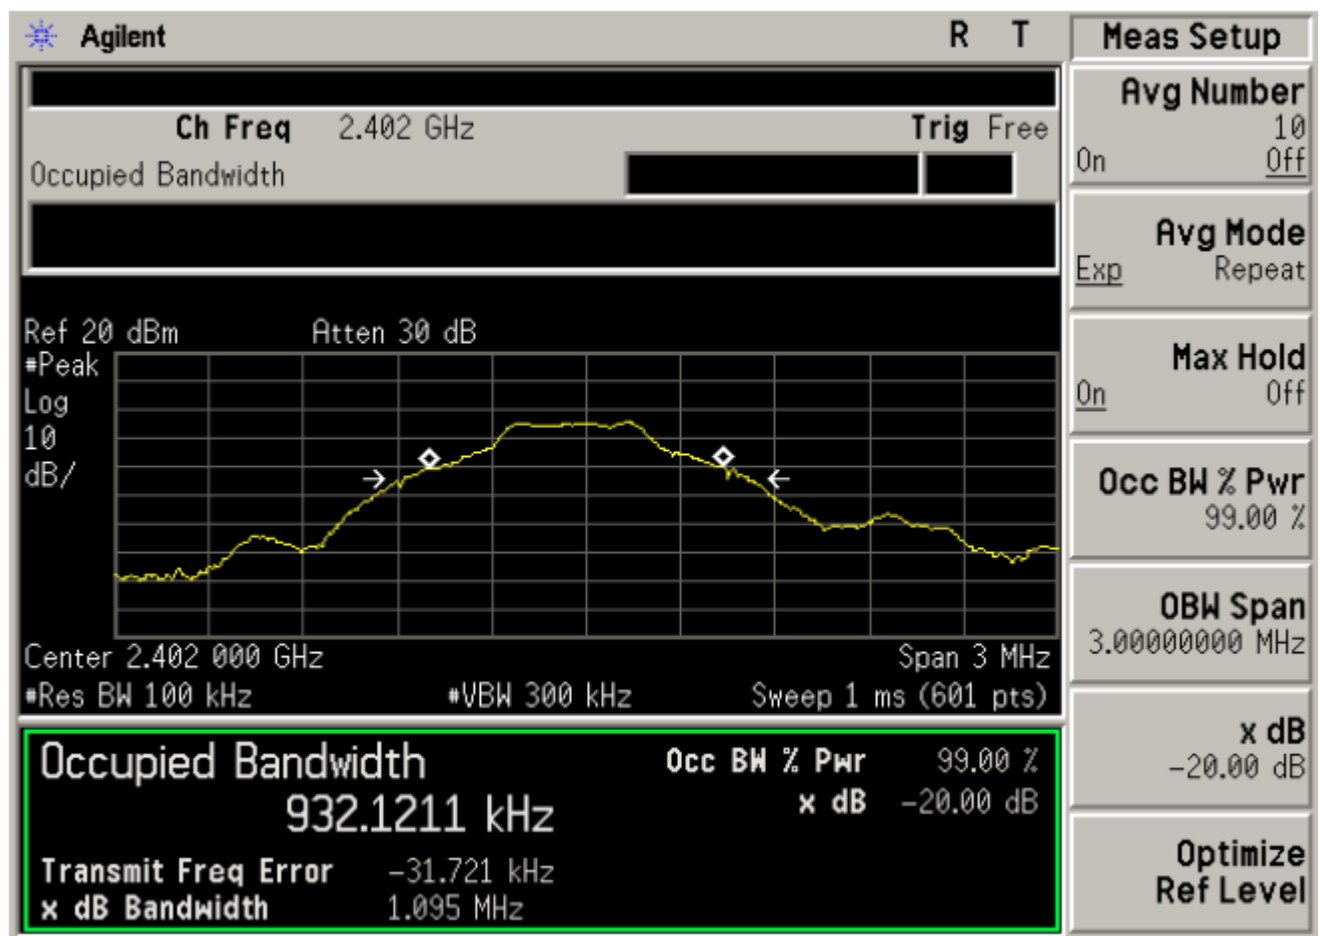 Agilent R T
Ch Freq 2.402 GHz Trig Free
Occupied Bandwidth
Ref 20 dBm Atten 30 dB
#Peak
Log
10
dB/
Center 2.402 000 GHz Span 3 MHz
#Res BW 100 kHz #VBW 300 kHz Sweep 1 ms (601 pts)
Occupied Bandwidth Occ BW % Pwr 99.00 %
932.1211 kHz x dB -20.00 dB
Transmit Freq Error -31.721 kHz
x dB Bandwidth 1.095 MHz
Meas Setup
Avg Number
10
On Off
Avg Mode
Exp Repeat
Max Hold
On Off
Occ BW % Pwr
99.00 %
OBW Span
3.00000000 MHz
x dB
-20.00 dB
Optimize
Ref Level